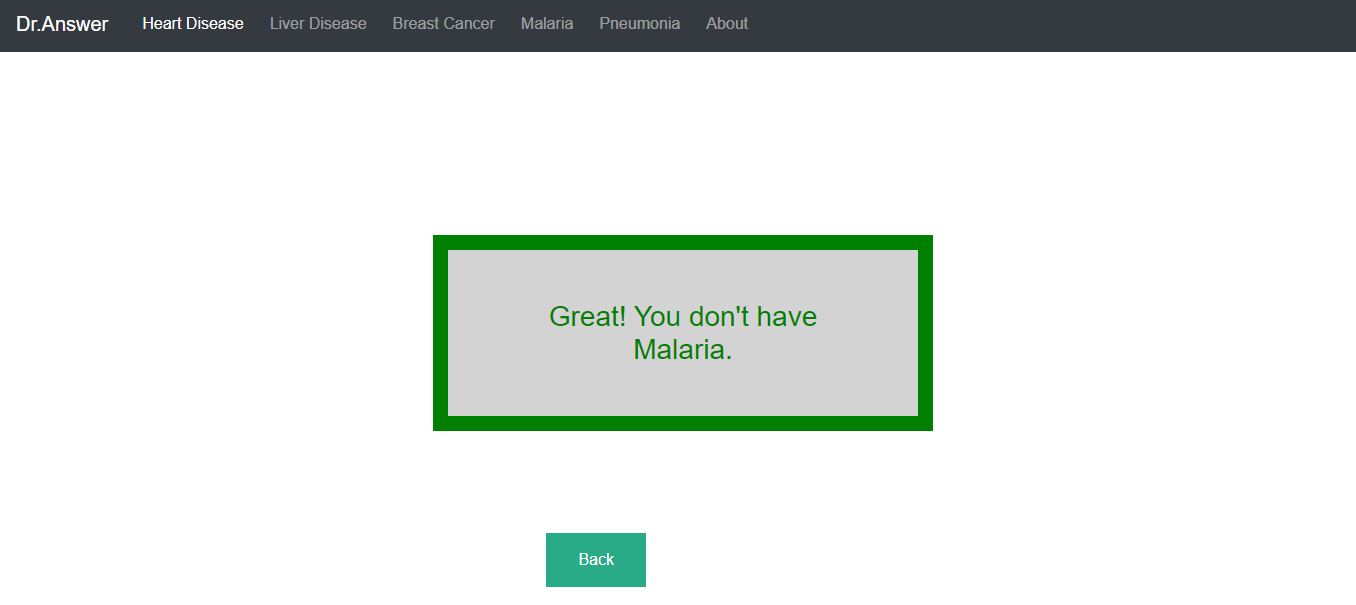 Dr.Answer Heart Disease Liver Disease Breast Cancer Malaria Pneumonia About
Great! You don't have
Malaria.
Back